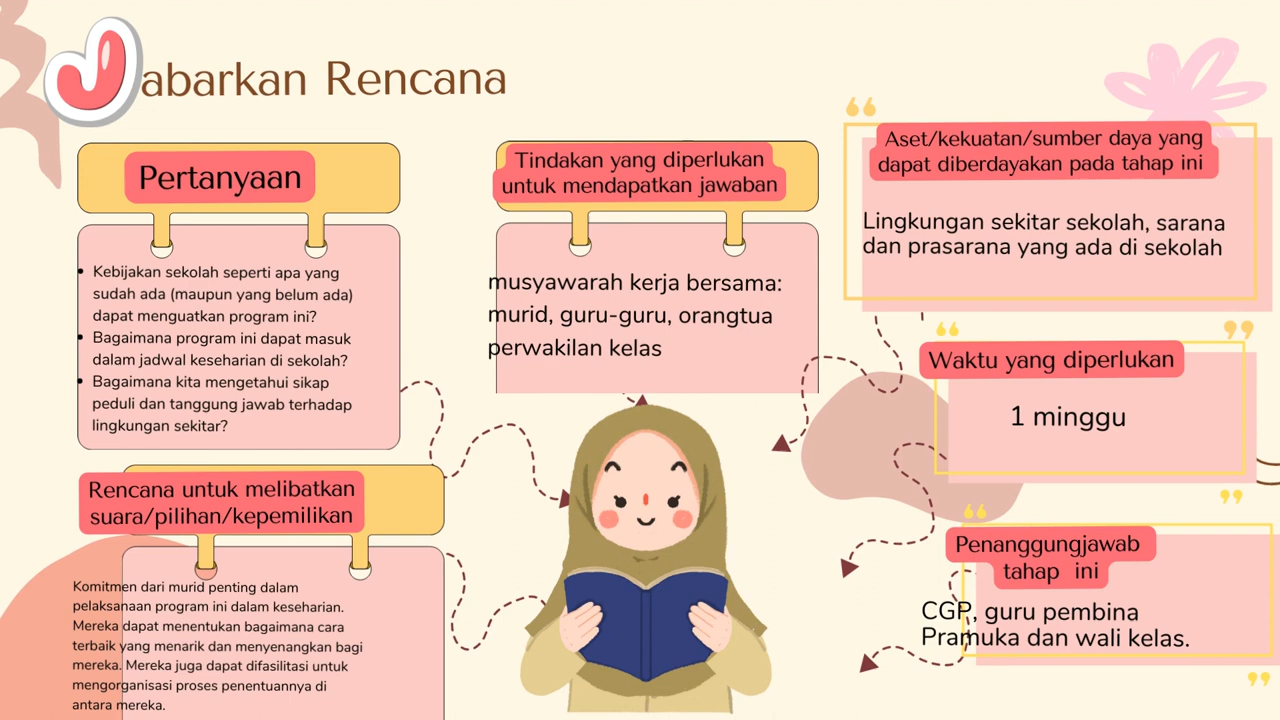 Jabarkan Rencana
Pertanyaan
• Kebijakan sekolah seperti apa yang
sudah ada (maupun yang belum ada)
dapat menguatkan program ini?
• Bagaimana program ini dapat masuk
dalam jadwal keseharian di sekolah?
• Bagaimana kita mengetahui sikap
peduli dan tanggung jawab terhadap
lingkungan sekitar?
Tindakan yang diperlukan
untuk mendapatkan jawaban
musyawarah kerja bersama:
murid, guru-guru, orangtua
perwakilan kelas
Aset/kekuatan/sumber daya yang
dapat diberdayakan pada tahap ini
Lingkungan sekitar sekolah, sarana
dan prasarana yang ada di sekolah
Waktu yang diperlukan
1 minggu
Rencana untuk melibatkan
suara/pilihan/kepemilikan
Komitmen dari murid penting dalam
pelaksanaan program ini dalam keseharian.
Mereka dapat menentukan bagaimana cara
terbaik yang menarik dan menyenangkan bagi
mereka. Mereka juga dapat difasilitasi untuk
mengorganisasi proses penentuannya di
antara mereka.
Penanggungjawab
tahap ini
CGP, guru pembina
Pramuka dan wali kelas.